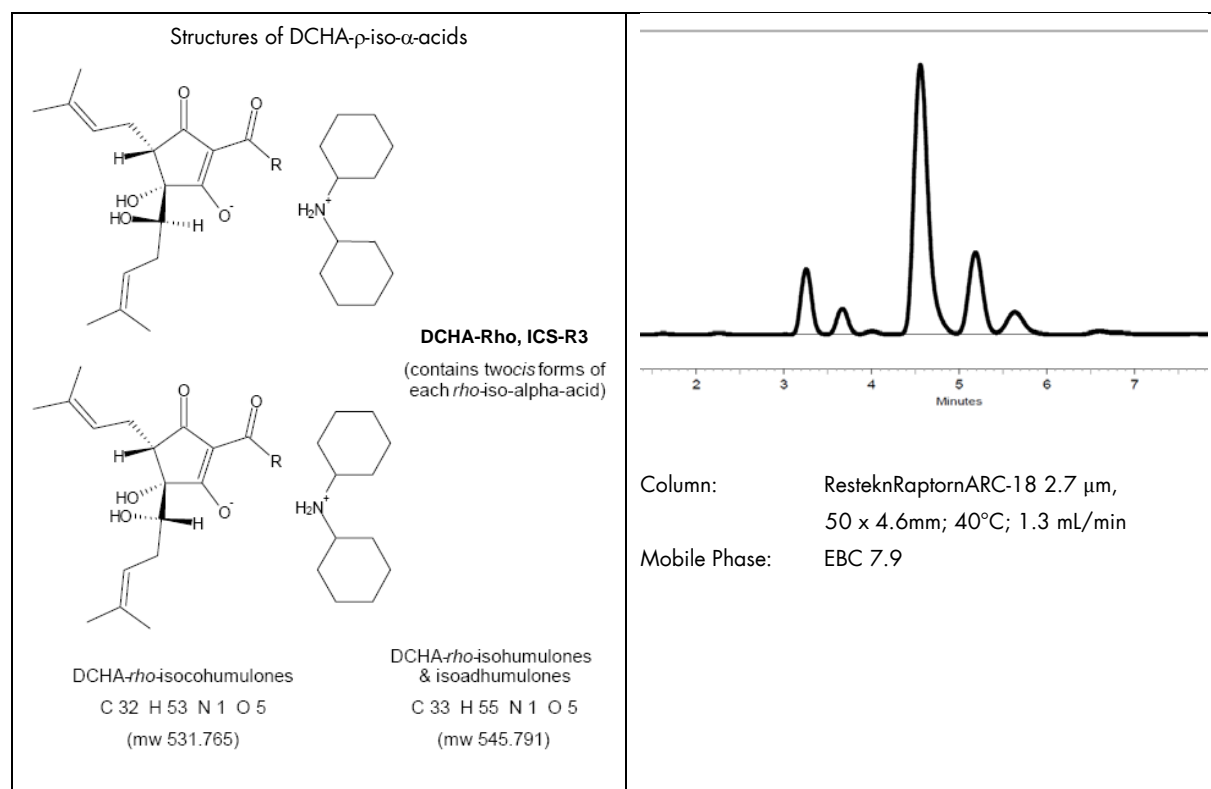 Structures of DCHA-ρ-iso-α-acids
O
O
H
R
HO
HO
H
O-
H2N+
DCHA-Rho, ICS-R3
(contains twocis forms of
each rho-iso-alpha-acid)
O
O
H
R
HO
HO
H
O-
H2N+
DCHA-rho-isocohumulones
C 32 H 53 N 1 O 5
(mw 531.765)
DCHA-rho-isohumulones
& isoadhumulones
C 33 H 55 N 1 O 5
(mw 545.791)
2 3 4 5 6 7
Minutes
Column: ResteknRaptornARC-18 2.7 μm,
50 x 4.6mm; 40°C; 1.3 mL/min
Mobile Phase: EBC 7.9